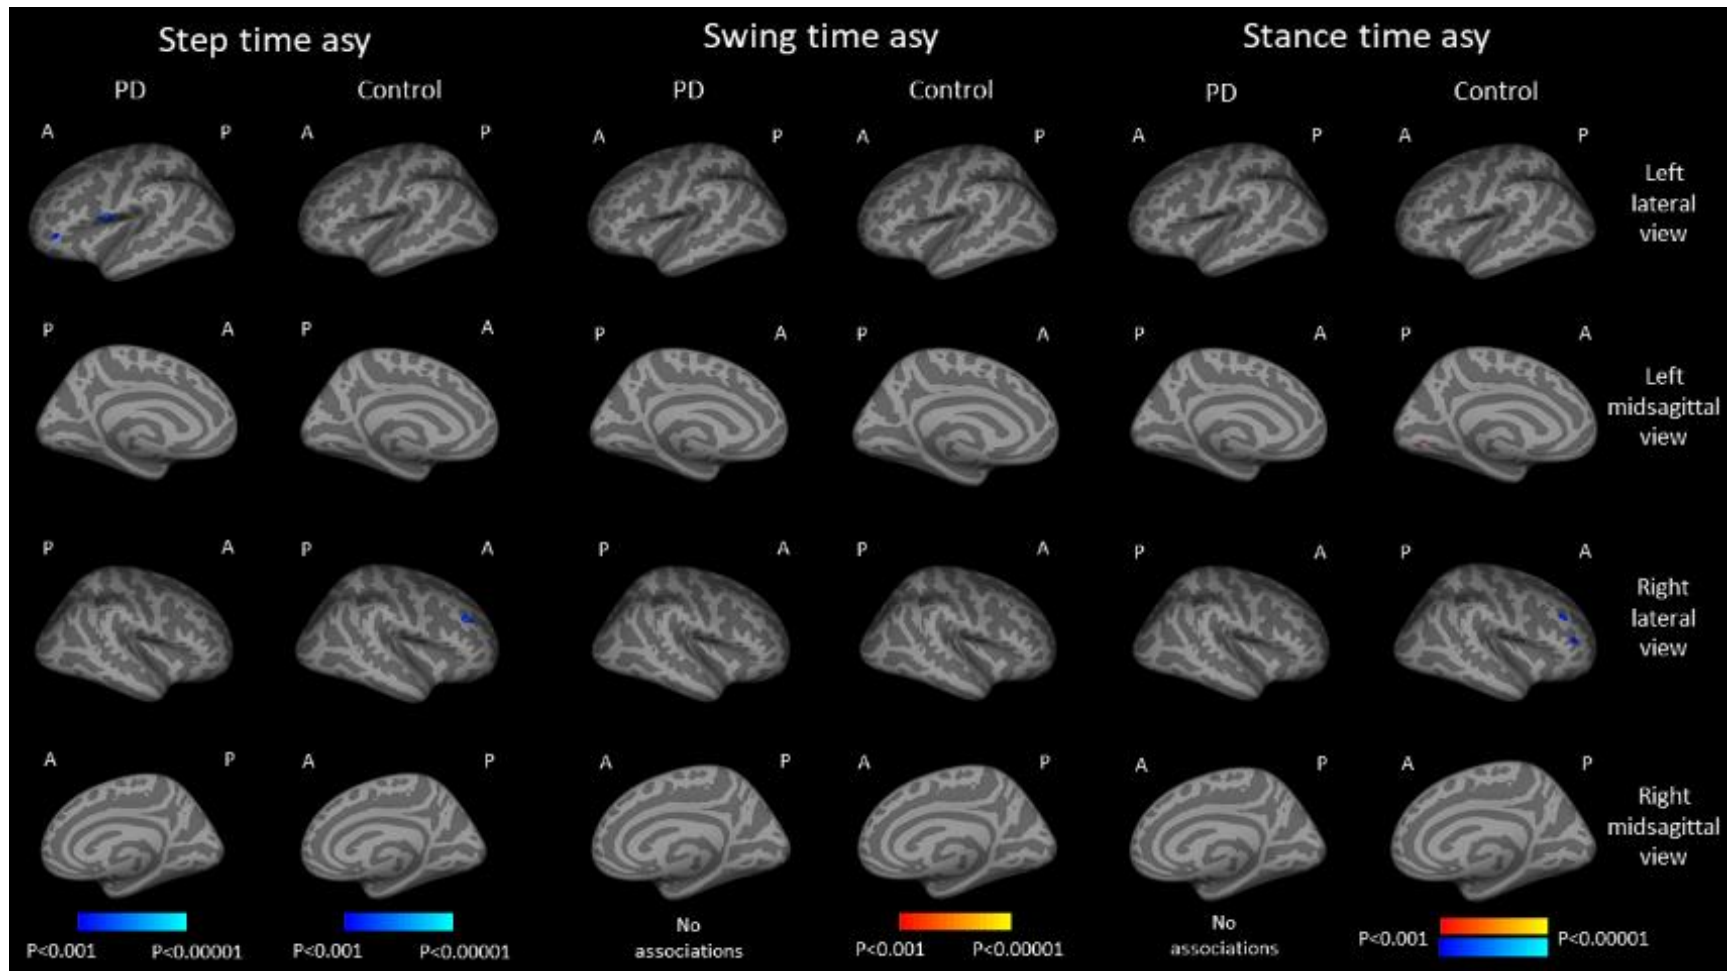 Step time asy
Swing time asy
Stance time asy
PD
Control
PD
Control
PD
Control
A P A P A P A P A P A P
Left
lateral
view
P A P A P A P A P A P A
Left
midsagittal
view
P A P A P A P A P A P A
Right
lateral
view
A P A P A P A P A P A P
Right
midsagittal
view
P<0.001 P<0.00001
P<0.001 P<0.00001
No
associations
P<0.001 P<0.00001
No
associations
P<0.001 P<0.00001